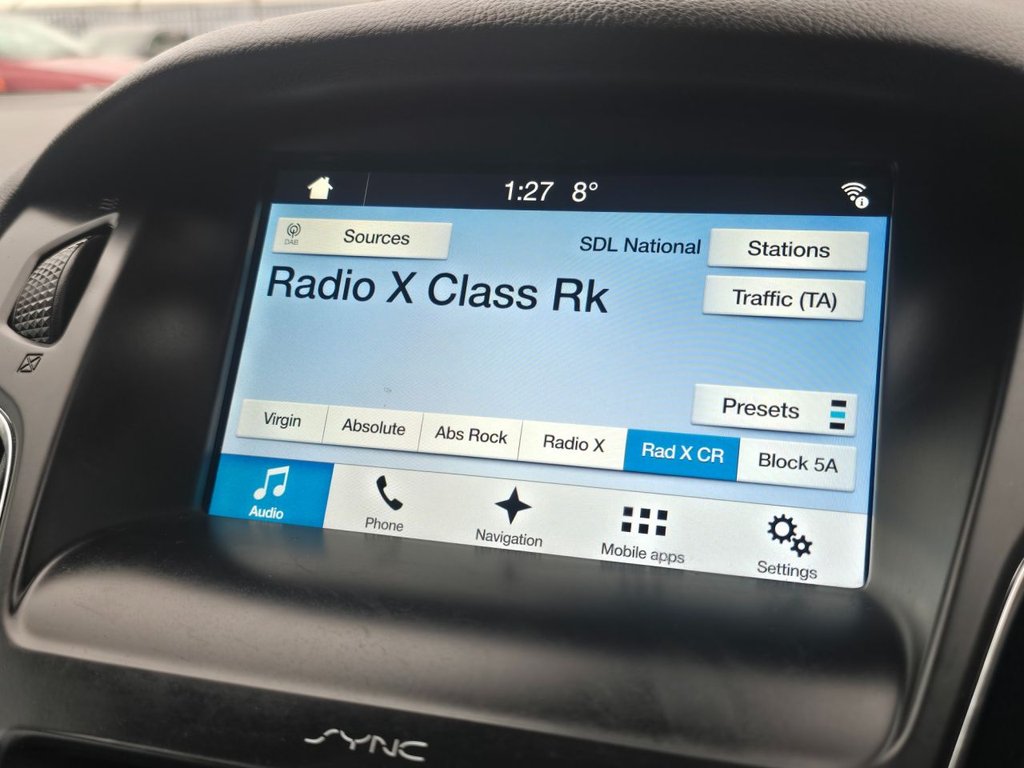 1:27 8°
DAB Sources
SDL National
Stations
Radio X Class Rk
Traffic (TA)
Presets
Virgin Absolute Abs Rock Radio X Rad X CR Block 5A
Audio Phone Navigation Mobile apps Settings
SYNC